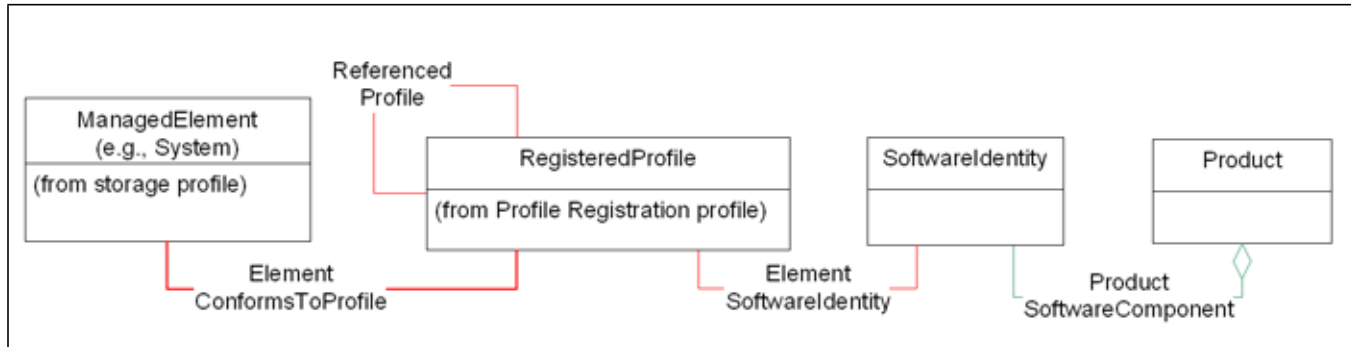 Referenced
Profile
ManagedElement
(e.g., System)
(from storage profile)
RegisteredProfile
(from Profile Registration profile)
SoftwareIdentity
Product
Element
ConformsToProfile
Element
SoftwareIdentity
Product
SoftwareComponent